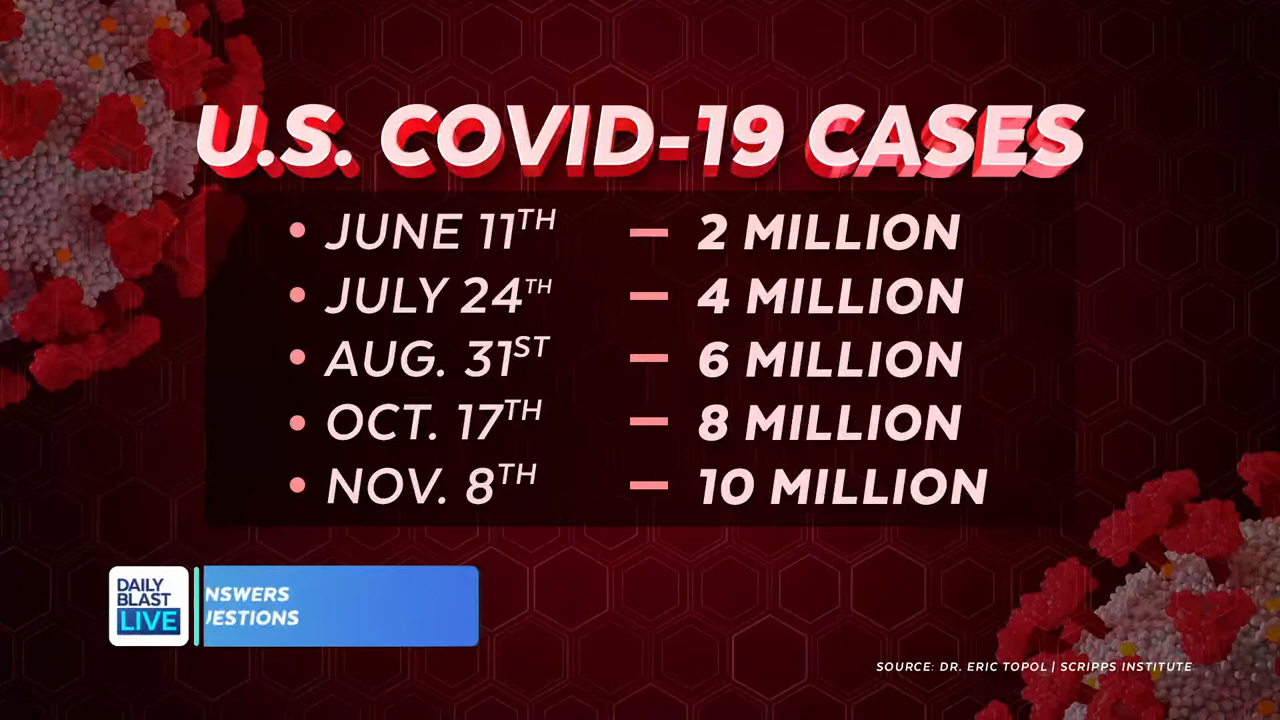 U.S. COVID-19 CASES
• JUNE 11TH — 2 MILLION
• JULY 24TH — 4 MILLION
• AUG. 31ST — 6 MILLION
• OCT. 17TH — 8 MILLION
• NOV. 8TH — 10 MILLION
DAILY
BLAST
LIVE
NSWERS
ESTIONS
SOURCE: DR. ERIC TOPOL | SCRIPPS INSTITUTE